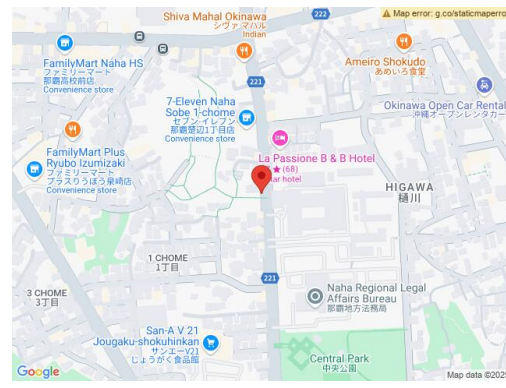 Shiva Mahal Okinawa
シヴァ マハル
Indian
222
Map error: g.co/staticmaperro
FamilyMart Naha HS
ファミリーマート
那覇高校前店
Convenience store
Ameiro Shokudo
あめいろ食堂
221
7-Eleven Naha
Sobe 1-chome
セブン-イレブン
那覇楚辺1丁目店
Convenience store
Okinawa Open Car Rental
沖縄オープンレンタカー
FamilyMart Plus
Ryubo Izumizaki
ファミリーマート
プラスりうぼう泉崎店
Convenience store
La Passione B & B Hotel
★ (68)
ar hotel
HIGAWA
樋川
1 CHOME
1丁目
221
3 CHOME
3丁目
Naha Regional Legal
Affairs Bureau
那覇地方法務局
San-A V 21
Jougaku-shokuhinkan
サンエーV21
じょうがく食品館
Central Park
中央公園
Google
Map data ©202